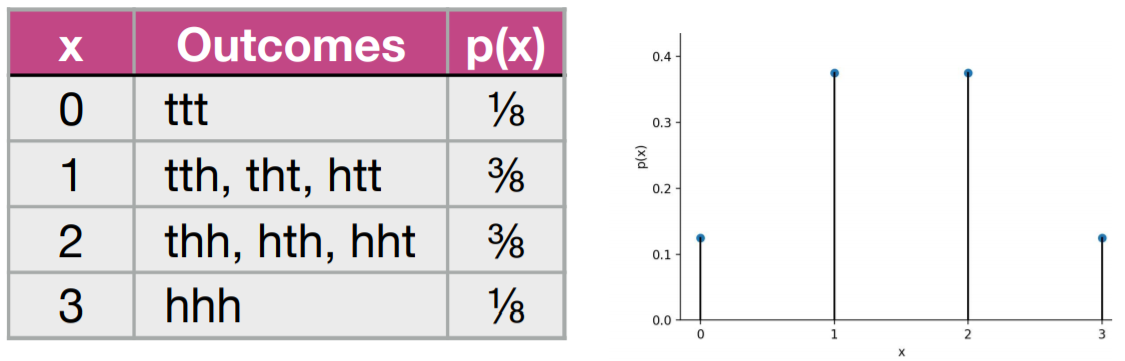 x Outcomes p(x)
0 ttt ⅛
1 tth, tht, htt ⅜
2 thh, hth, hht ⅜
3 hhh ⅛
0.4
0.3
0.2
0.1
0.0
p(x)
0 1 2 3
x